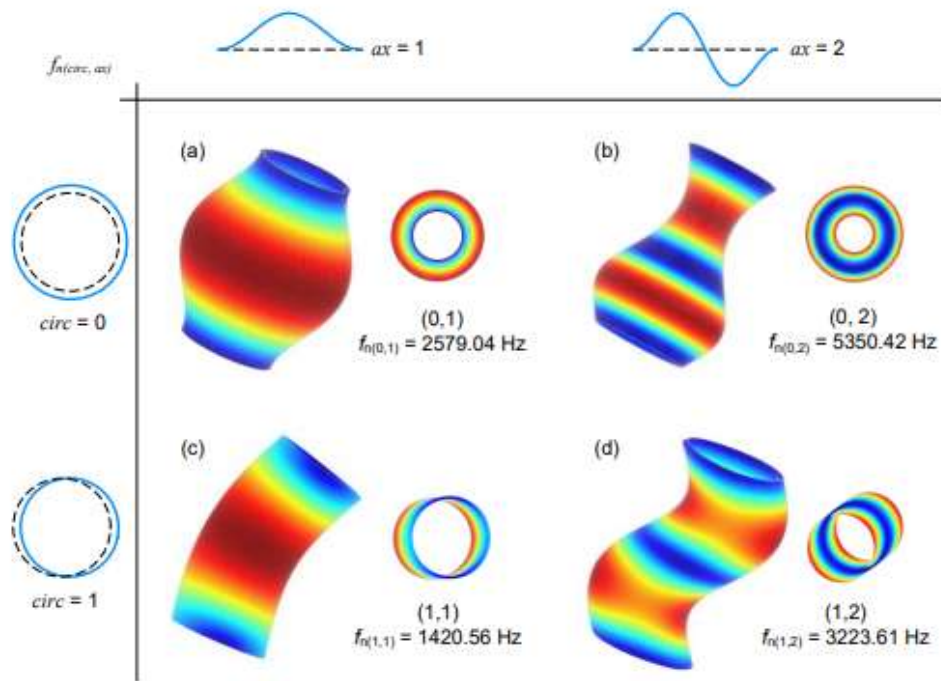 ax = 1
ax = 2
fn(circ, ax)
(a)
(b)
circ = 0
(0,1)
fn(0,1) = 2579.04 Hz
(0, 2)
fn(0,2) = 5350.42 Hz
(c)
(d)
circ = 1
(1,1)
fn(1,1) = 1420.56 Hz
(1,2)
fn(1,2) = 3223.61 Hz